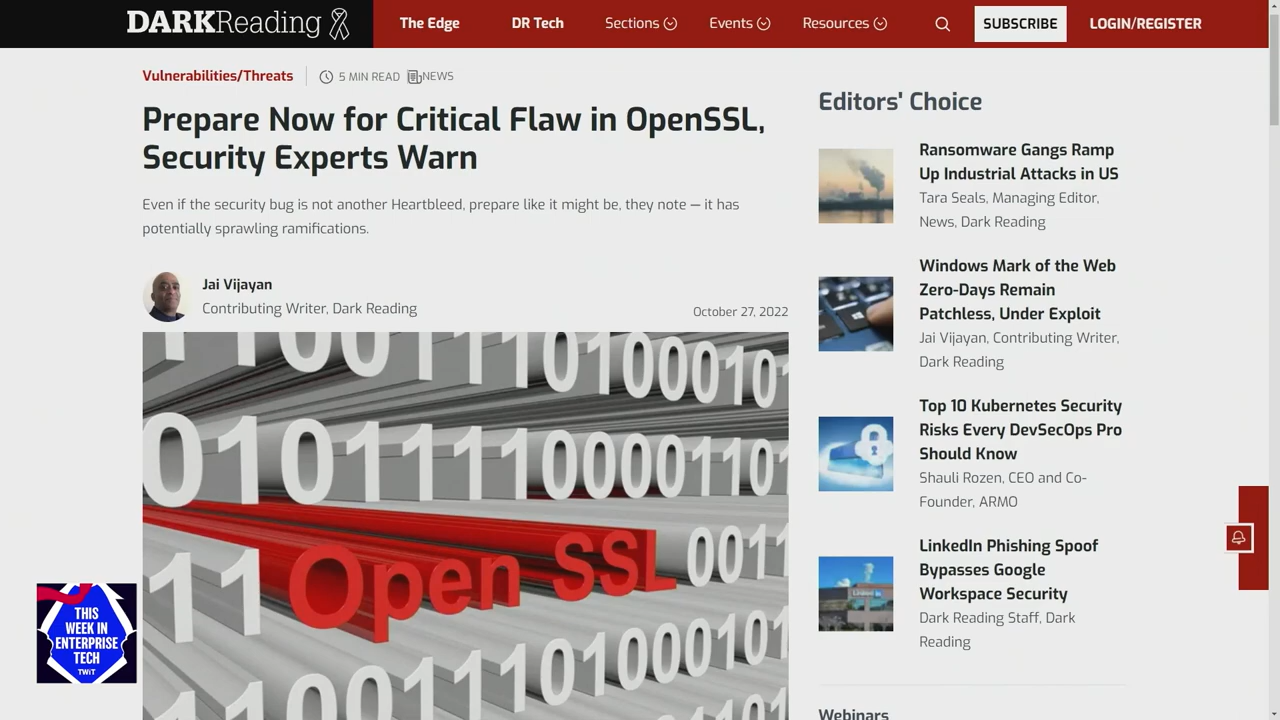 DARKReading
The Edge
DR Tech
Sections
Events
Resources
SUBSCRIBE
LOGIN/REGISTER
Vulnerabilities/Threats
5 MIN READ
NEWS
Prepare Now for Critical Flaw in OpenSSL,
Security Experts Warn
Even if the security bug is not another Heartbleed, prepare like it might be, they note — it has
potentially sprawling ramifications.
Jai Vijayan
Contributing Writer, Dark Reading
October 27, 2022
Open SSL
THIS
WEEK IN
ENTERPRISE
TECH
TWiT
Editors' Choice
Ransomware Gangs Ramp
Up Industrial Attacks in US
Tara Seals, Managing Editor,
News, Dark Reading
Windows Mark of the Web
Zero-Days Remain
Patchless, Under Exploit
Jai Vijayan, Contributing Writer,
Dark Reading
Top 10 Kubernetes Security
Risks Every DevSecOps Pro
Should Know
Shauli Rozen, CEO and Co-
Founder, ARMO
LinkedIn Phishing Spoof
Bypasses Google
Workspace Security
Dark Reading Staff, Dark
Reading
Webinars